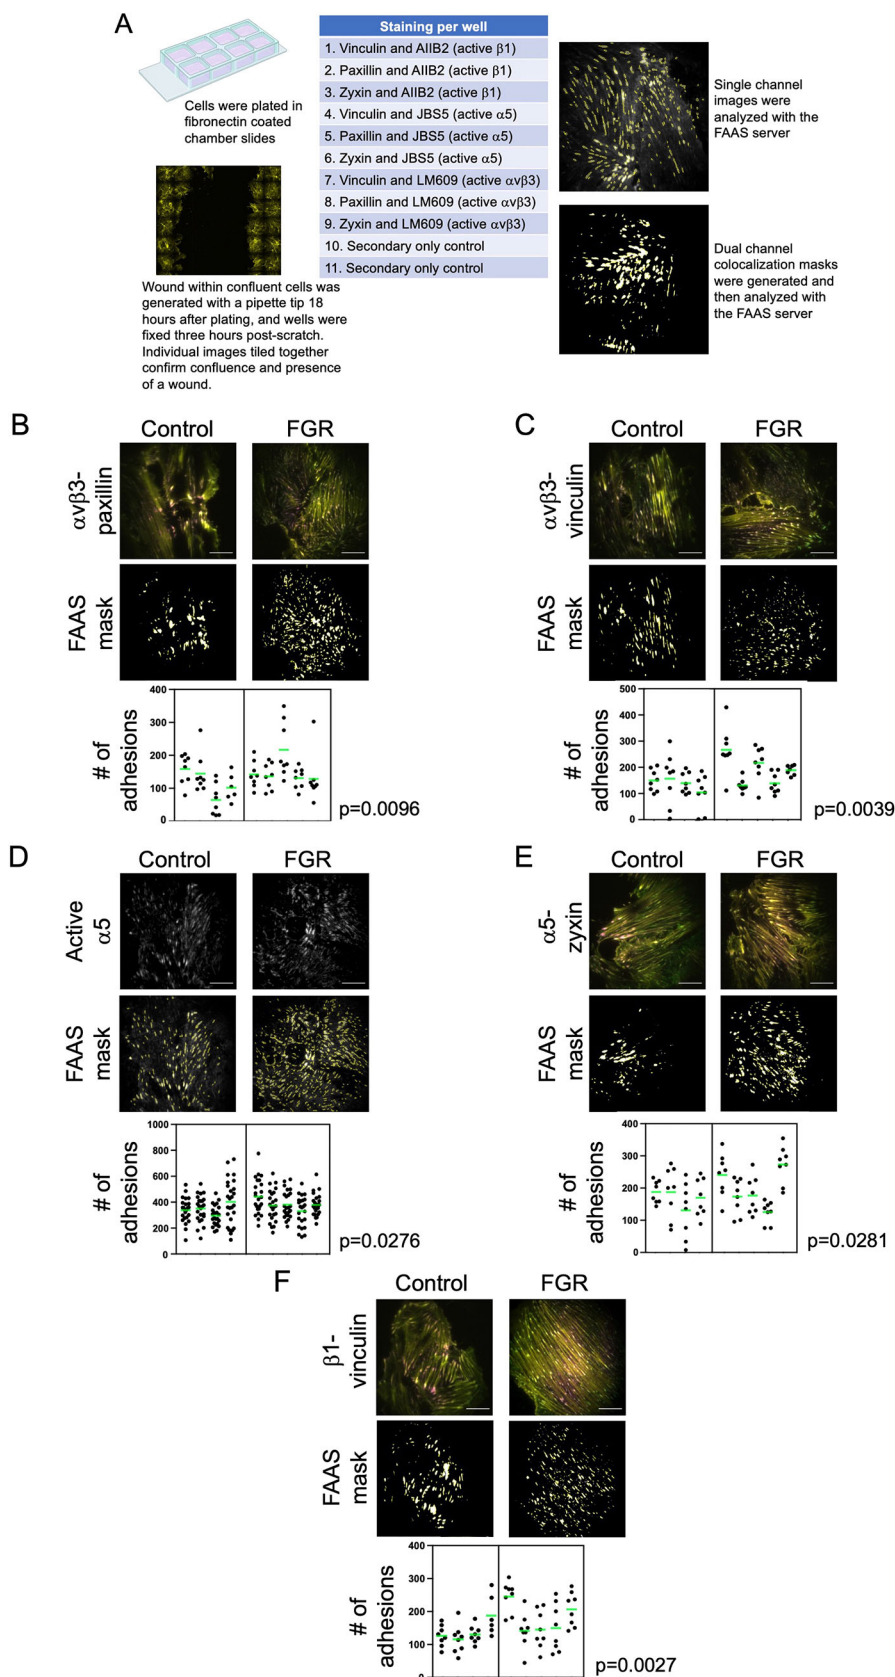 A
Cells were plated in
fibronectin coated
chamber slides
Wound within confluent cells was
generated with a pipette tip 18
hours after plating, and wells were
fixed three hours post-scratch.
Individual images tiled together
confirm confluence and presence
of a wound.
Staining per well
1. Vinculin and AIIB2 (active β1)
2. Paxillin and AIIB2 (active β1)
3. Zyxin and AIIB2 (active β1)
4. Vinculin and JBS5 (active α5)
5. Paxillin and JBS5 (active α5)
6. Zyxin and JBS5 (active α5)
7. Vinculin and LM609 (active αvβ3)
8. Paxillin and LM609 (active αvβ3)
9. Zyxin and LM609 (active αvβ3)
10. Secondary only control
11. Secondary only control
Single channel
images were
analyzed with the
FAAS server
Dual channel
colocalization masks
were generated and
then analyzed with
the FAAS server
B
Control FGR
αvβ3-
paxillin
FAAS
mask
# of
adhesions
400
300
200
100
0
p=0.0096
C
Control FGR
αvβ3-
vinculin
FAAS
mask
# of
adhesions
500
400
300
200
100
0
p=0.0039
D
Control FGR
Active
α5
FAAS
mask
# of
adhesions
1000
800
600
400
200
0
p=0.0276
E
Control FGR
α5-
zyxin
FAAS
mask
# of
adhesions
400
300
200
100
0
p=0.0281
F
Control FGR
β1-
vinculin
FAAS
mask
# of
adhesions
400
300
200
100
p=0.0027